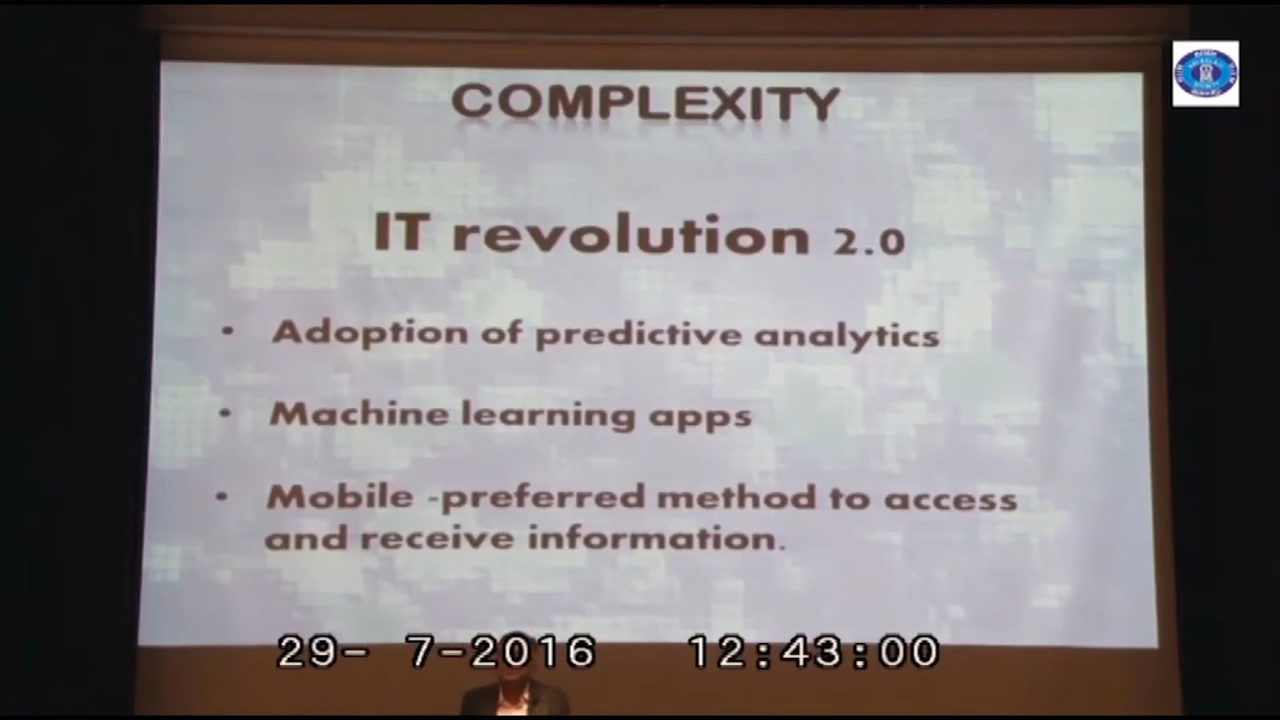 COMPLEXITY
IT revolution 2.0
• Adoption of predictive analytics
• Machine learning apps
• Mobile -preferred method to access
and receive information.
29- 7-2016 12:43:00